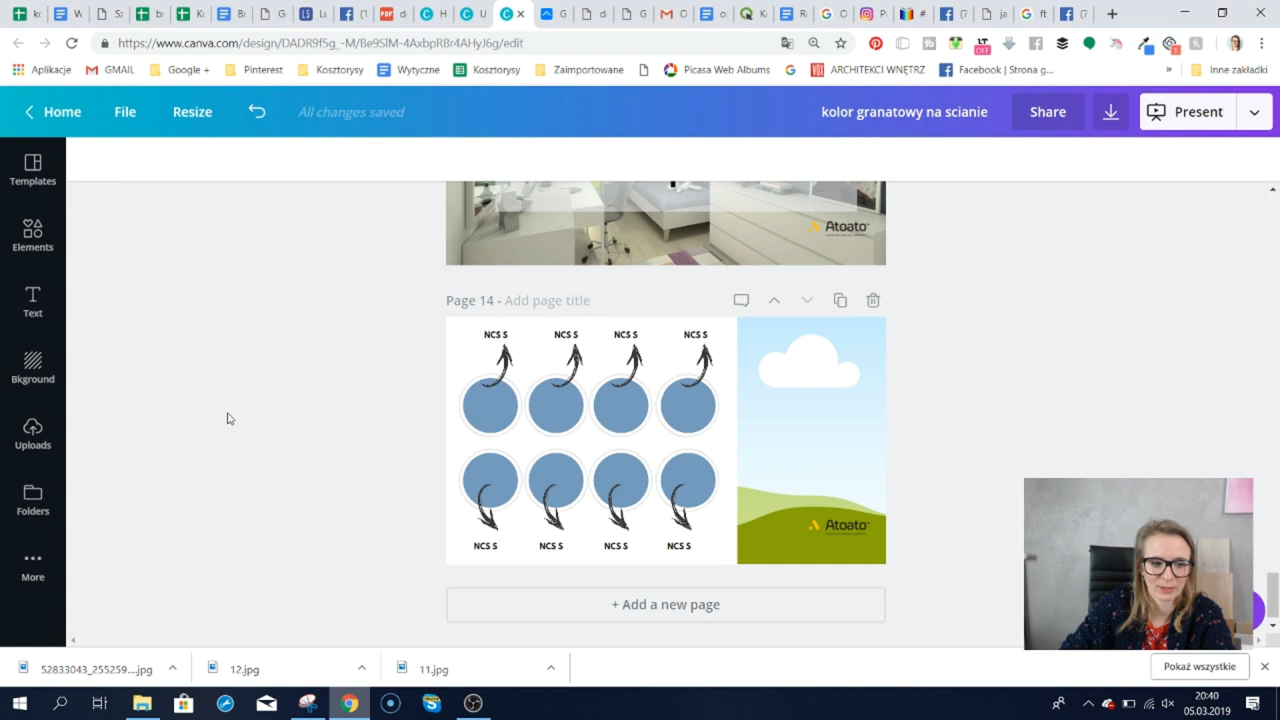 https://www.canva.com/design/DADR9f5g_-M/Be9SlM-4AxbpRBr4AHyJ6g/edit
LT
OFF
Aplikacje
GMAIL
Google +
Pinterest
Kosztorysy
Wytyczne
Kosztorysy
Zaimportowane
Picasa Web Albums
ARCHITEKCI WNĘTRZ
Facebook | Strona g...
»
Inne zakładki
Home
File
Resize
All changes saved
kolor granatowy na scianie
Share
Present
Templates
Elements
Text
Bkground
Uploads
Folders
More
Atoato
Page 14 - Add page title
NCS S
NCS S
NCS S
NCS S
NCS S
NCS S
NCS S
NCS S
Atoato
+ Add a new page
52833043_255259....jpg
12.jpg
11.jpg
Pokaż wszystkie
20:40
05.03.2019